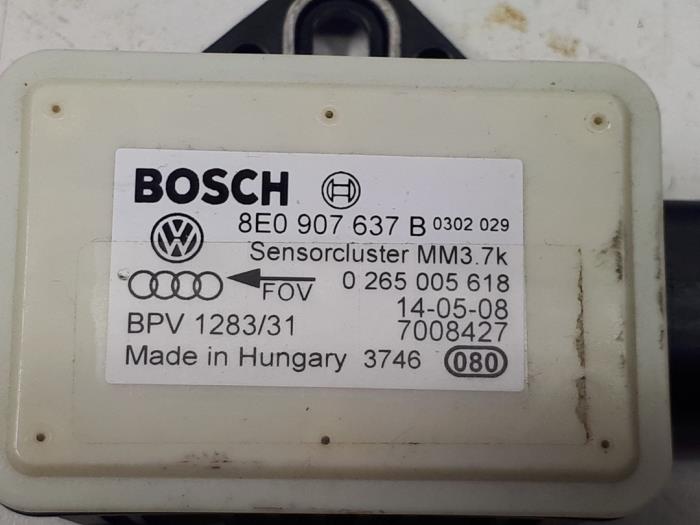 BOSCH
8E0 907 637 B 0302 029
Sensorcluster MM3.7k
FOV 0 265 005 618
14-05-08
BPV 1283/31 7008427
Made in Hungary 3746 080